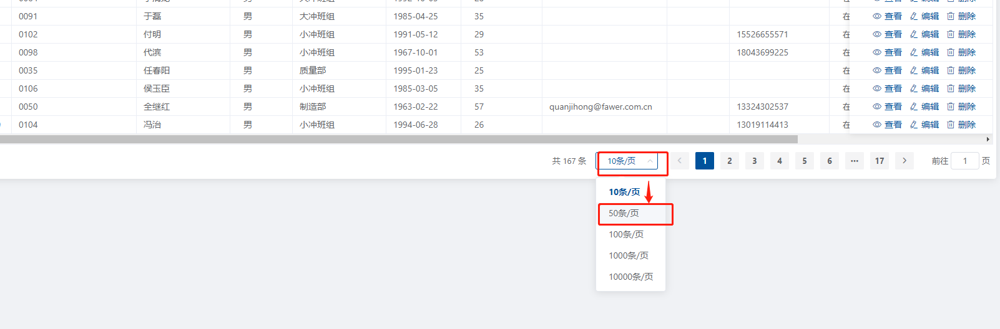 0091 于磊 男 大冲班组 1985-04-25 35 在 查看 编辑 删除
0102 付明 男 小冲班组 1991-05-12 29 15526655571 在 查看 编辑 删除
0098 代滨 男 小冲班组 1967-10-01 53 18043699225 在 查看 编辑 删除
0035 任春阳 男 质量部 1995-01-23 25 在 查看 编辑 删除
0106 侯玉臣 男 小冲班组 1985-03-05 35 在 查看 编辑 删除
0050 全继红 男 制造部 1963-02-22 57 quanjihong@fawer.com.cn 13324302537 在 查看 编辑 删除
0104 冯治 男 小冲班组 1994-06-28 26 13019114413 在 查看 编辑 删除
共 167 条 10条/页 < 1 2 3 4 5 6 ··· 17 > 前往 1 页
10条/页
50条/页
100条/页
1000条/页
10000条/页